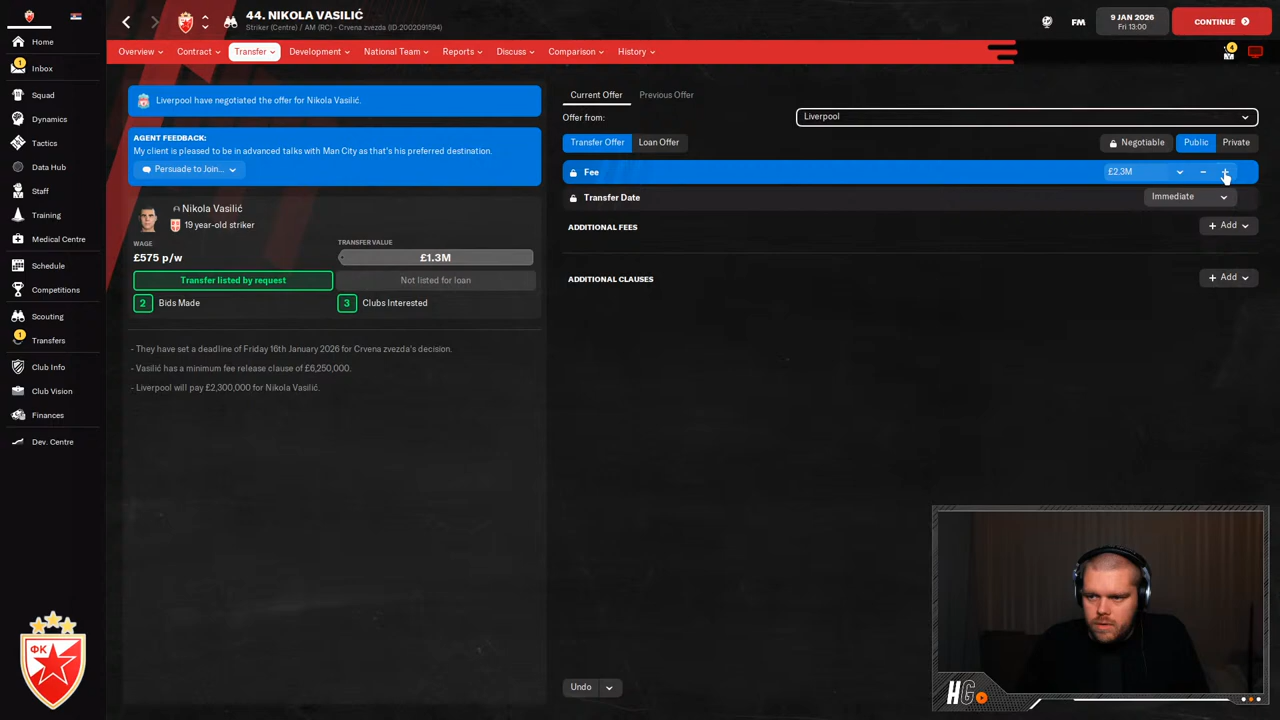 44. NIKOLA VASILIĆ
Striker (Centre) / AM (RC) - Crvena zvezda (ID:2002091594)
FM
9 JAN 2026
Fri 13:00
CONTINUE
Home
1
Inbox
Squad
Dynamics
Tactics
Data Hub
Staff
Training
Medical Centre
Schedule
Competitions
Scouting
1
Transfers
Club Info
Club Vision
Finances
Dev. Centre
ФК
Overview
Contract
Transfer
Development
National Team
Reports
Discuss
Comparison
History
4
Liverpool have negotiated the offer for Nikola Vasilić.
AGENT FEEDBACK:
My client is pleased to be in advanced talks with Man City as that's his preferred destination.
Persuade to Join...
Nikola Vasilić
19 year-old striker
WAGE
£575 p/w
TRANSFER VALUE
£1.3M
Transfer listed by request
Not listed for loan
2 Bids Made
3 Clubs Interested
- They have set a deadline of Friday 16th January 2026 for Crvena zvezda's decision.
- Vasilić has a minimum fee release clause of £6,250,000.
- Liverpool will pay £2,300,000 for Nikola Vasilić.
Current Offer
Previous Offer
Offer from:
Liverpool
Transfer Offer
Loan Offer
Negotiable
Public
Private
Fee
£2.3M
Transfer Date
Immediate
ADDITIONAL FEES
+ Add
ADDITIONAL CLAUSES
+ Add
Undo
HG